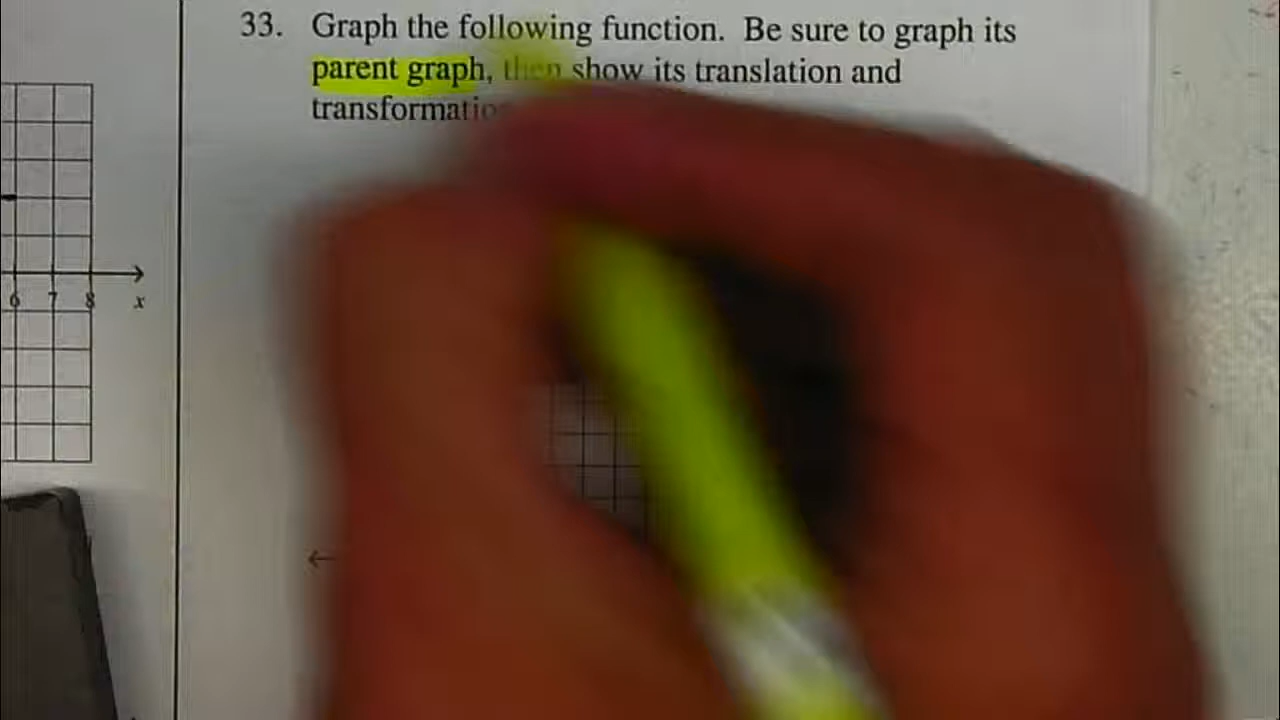 33. Graph the following function. Be sure to graph its
parent graph, then show its translation and
transformatio
6 7 8 x